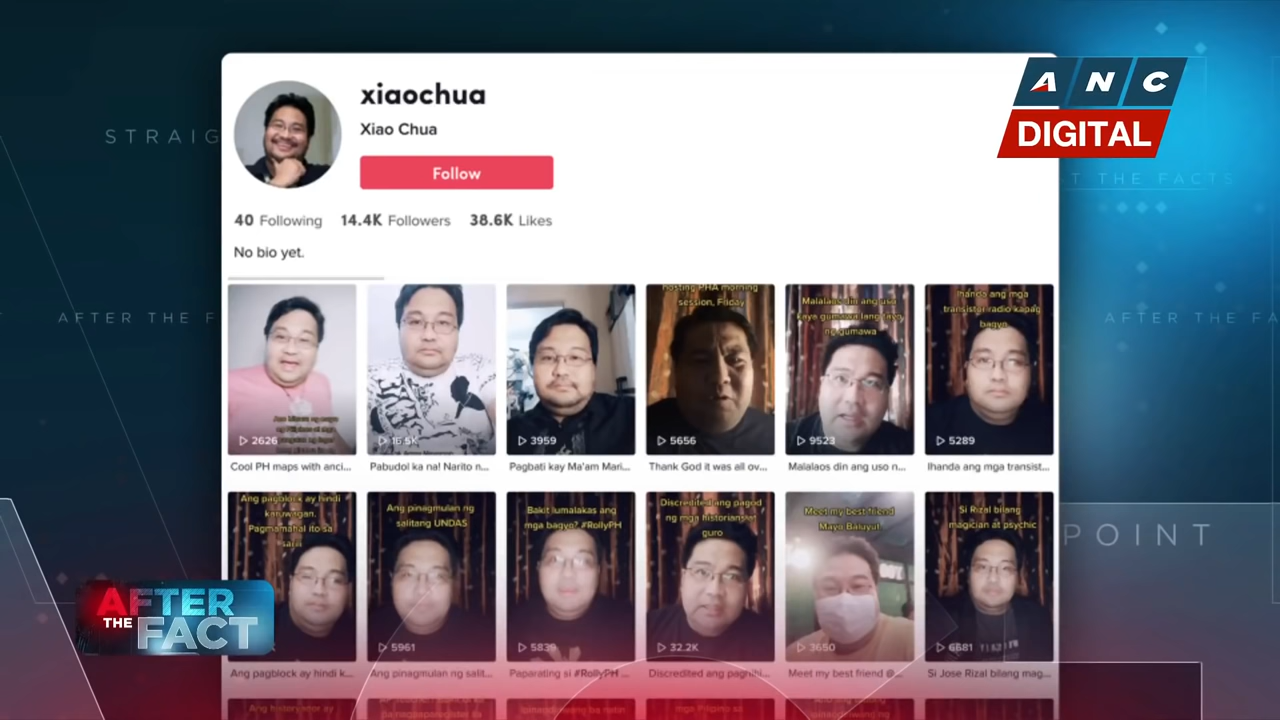 ANC
DIGITAL
STRAIG
T THE FACTS
AFTER THE F
AFTER THE FA
POINT
AFTER
THE
FACT
xiaochua
Xiao Chua
Follow
40 Following 14.4K Followers 38.6K Likes
No bio yet.
2626
Cool PH maps with anci...
16.5K
Pabudol ka na! Narito n...
3959
Pagbati kay Ma'am Mari...
hosting PHA morning
session, Friday
5656
Thank God it was all ov...
Malalaos din ang uso
kaya gumawa lang tayo
ng gumawa
9523
Malalaos din ang uso n...
Ihanda ang mga
transistor radio kapag
bagyo
5289
Ihanda ang mga transist...
Ang pagblock ay hindi
karuwagan.
Pagmamahal ito sa
sarili
Ang pagblock ay hindi k...
Ang pinagmulan ng
salitang UNDAS
5961
Ang pinagmulan ng salit...
Bakit lumalakas ang
mga bagyo? #RollyPH
5839
Paparating si #RollyPH ...
Discredited ang pagod
ng mga historians at
guro
32.2K
Discredited ang pagrihi...
Meet my best friend
Mayo Baluyut
3650
Meet my best friend @...
Si Rizal bilang
magician at psychic
6681
Si Jose Rizal bilang mag...